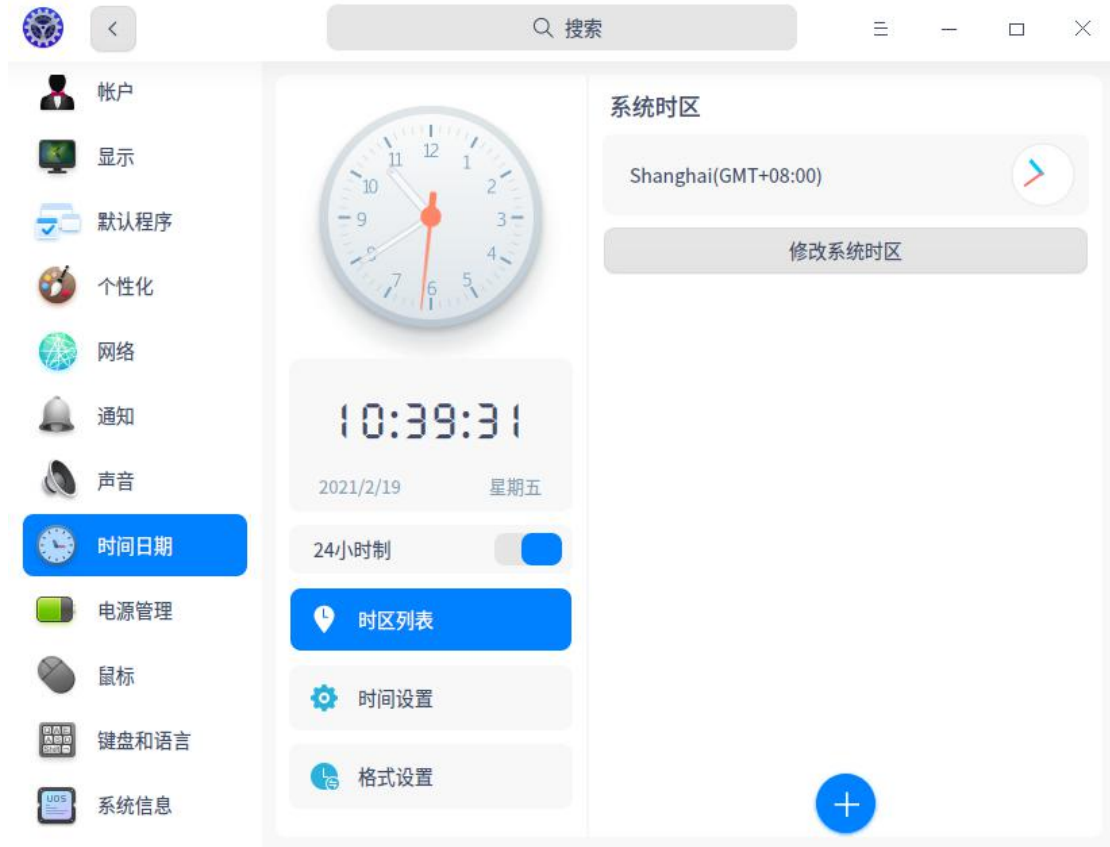 搜索
帐户
显示
默认程序
个性化
网络
通知
声音
时间日期
电源管理
鼠标
键盘和语言
系统信息
UOS
12
1
2
3
4
5
6
7
8
9
10
11
10:39:31
2021/2/19 星期五
24小时制
时区列表
时间设置
格式设置
系统时区
Shanghai(GMT+08:00)
修改系统时区